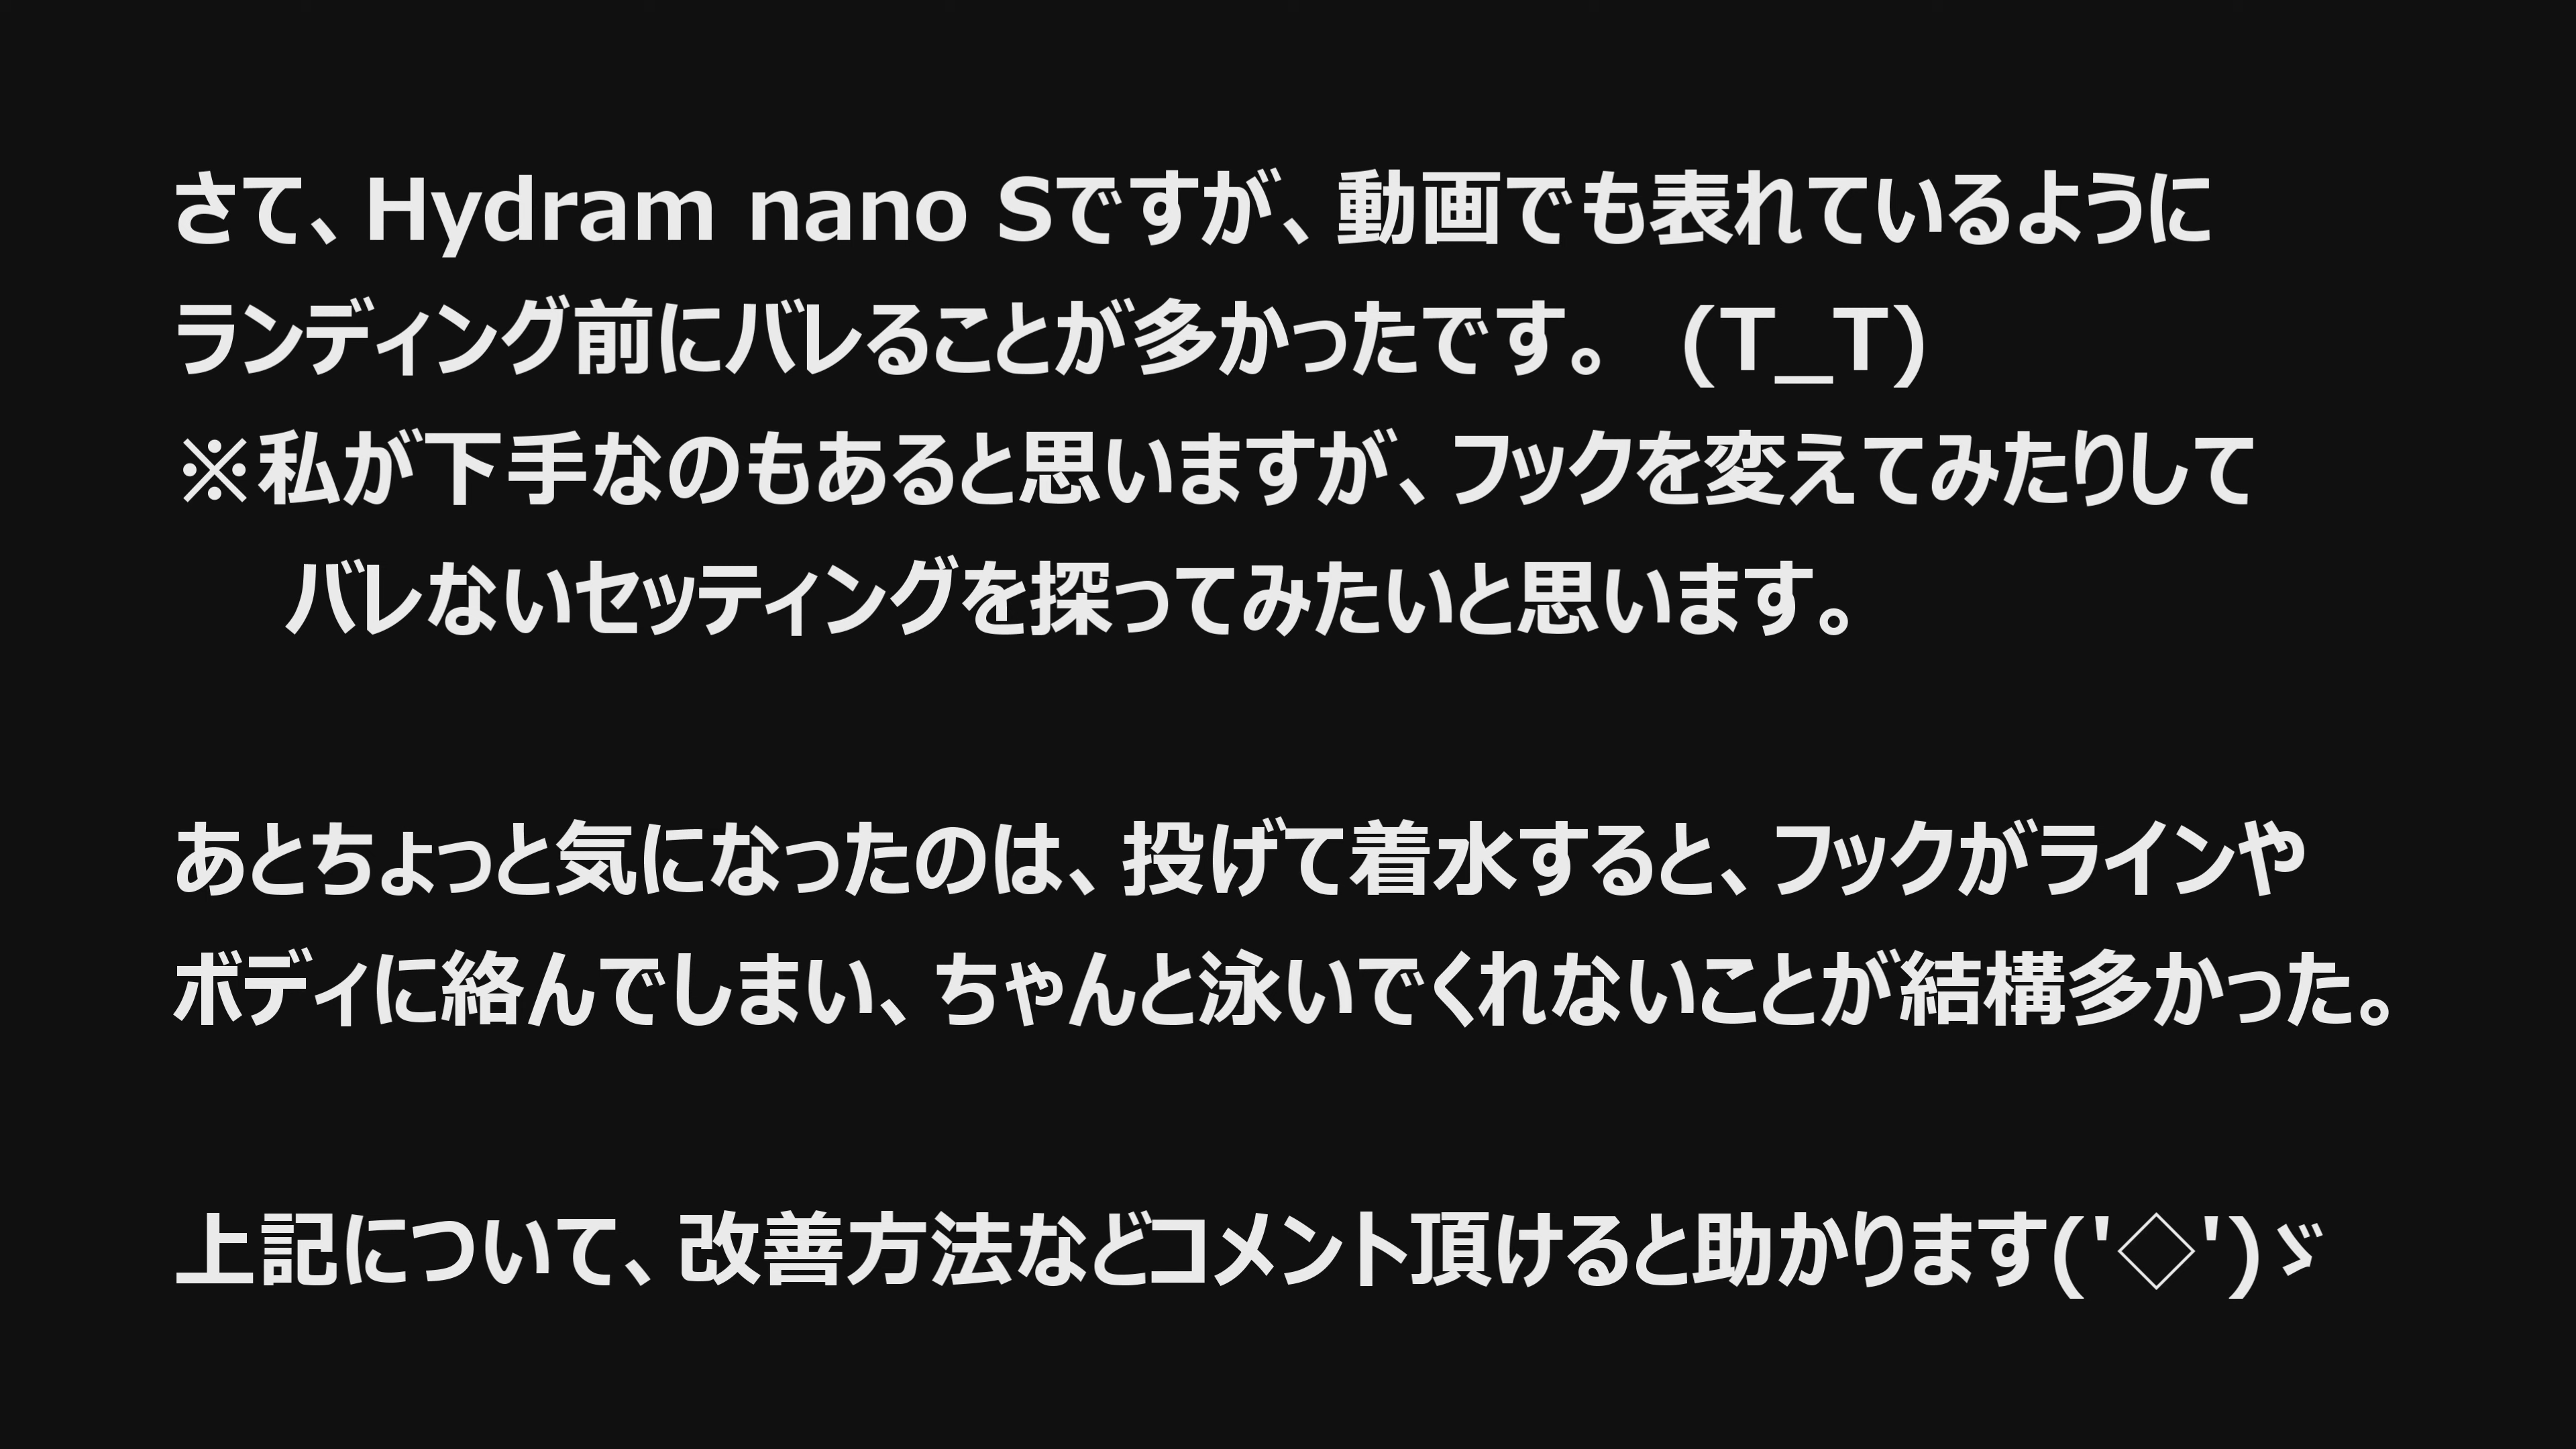 さて、Hydram nano Sですが、動画でも表れているように
ランディング前にバレることが多かったです。 (T_T)
※私が下手なのもあると思いますが、フックを変えてみたりして
バレないセッティングを探ってみたいと思います。
あとちょっと気になったのは、投げて着水すると、フックがラインや
ボディに絡んでしまい、ちゃんと泳いでくれないことが結構多かった。
上記について、改善方法などコメント頂けると助かります('◇')ゞ